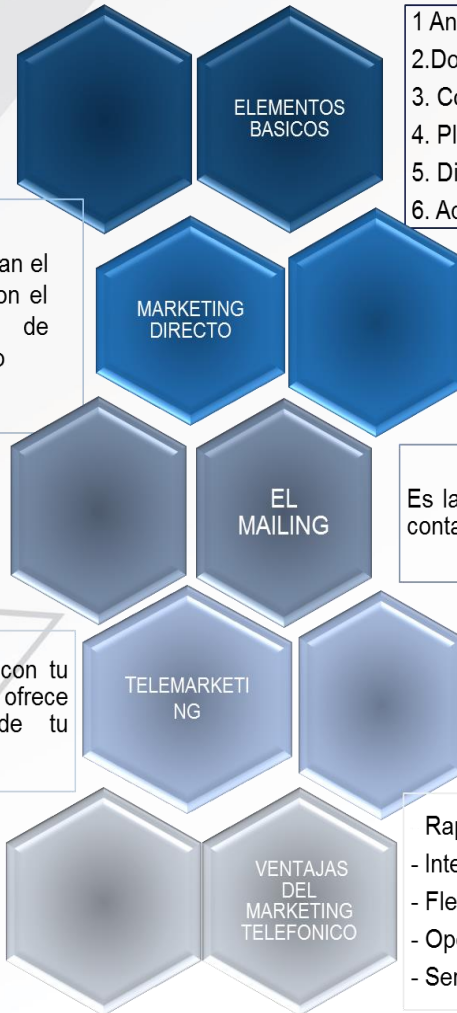 ELEMENTOS
BASICOS
1 An
2.Do
3. Co
4. Pl
5. Di
6. Ac
an el
on el
de
o
MARKETING
DIRECTO
EL
MAILING
Es la
conta
con tu
ofrece
de tu
TELEMARKETI
NG
VENTAJAS
DEL
MARKETING
TELEFONICO
Rap
- Inte
- Fle
- Ope
- Ser